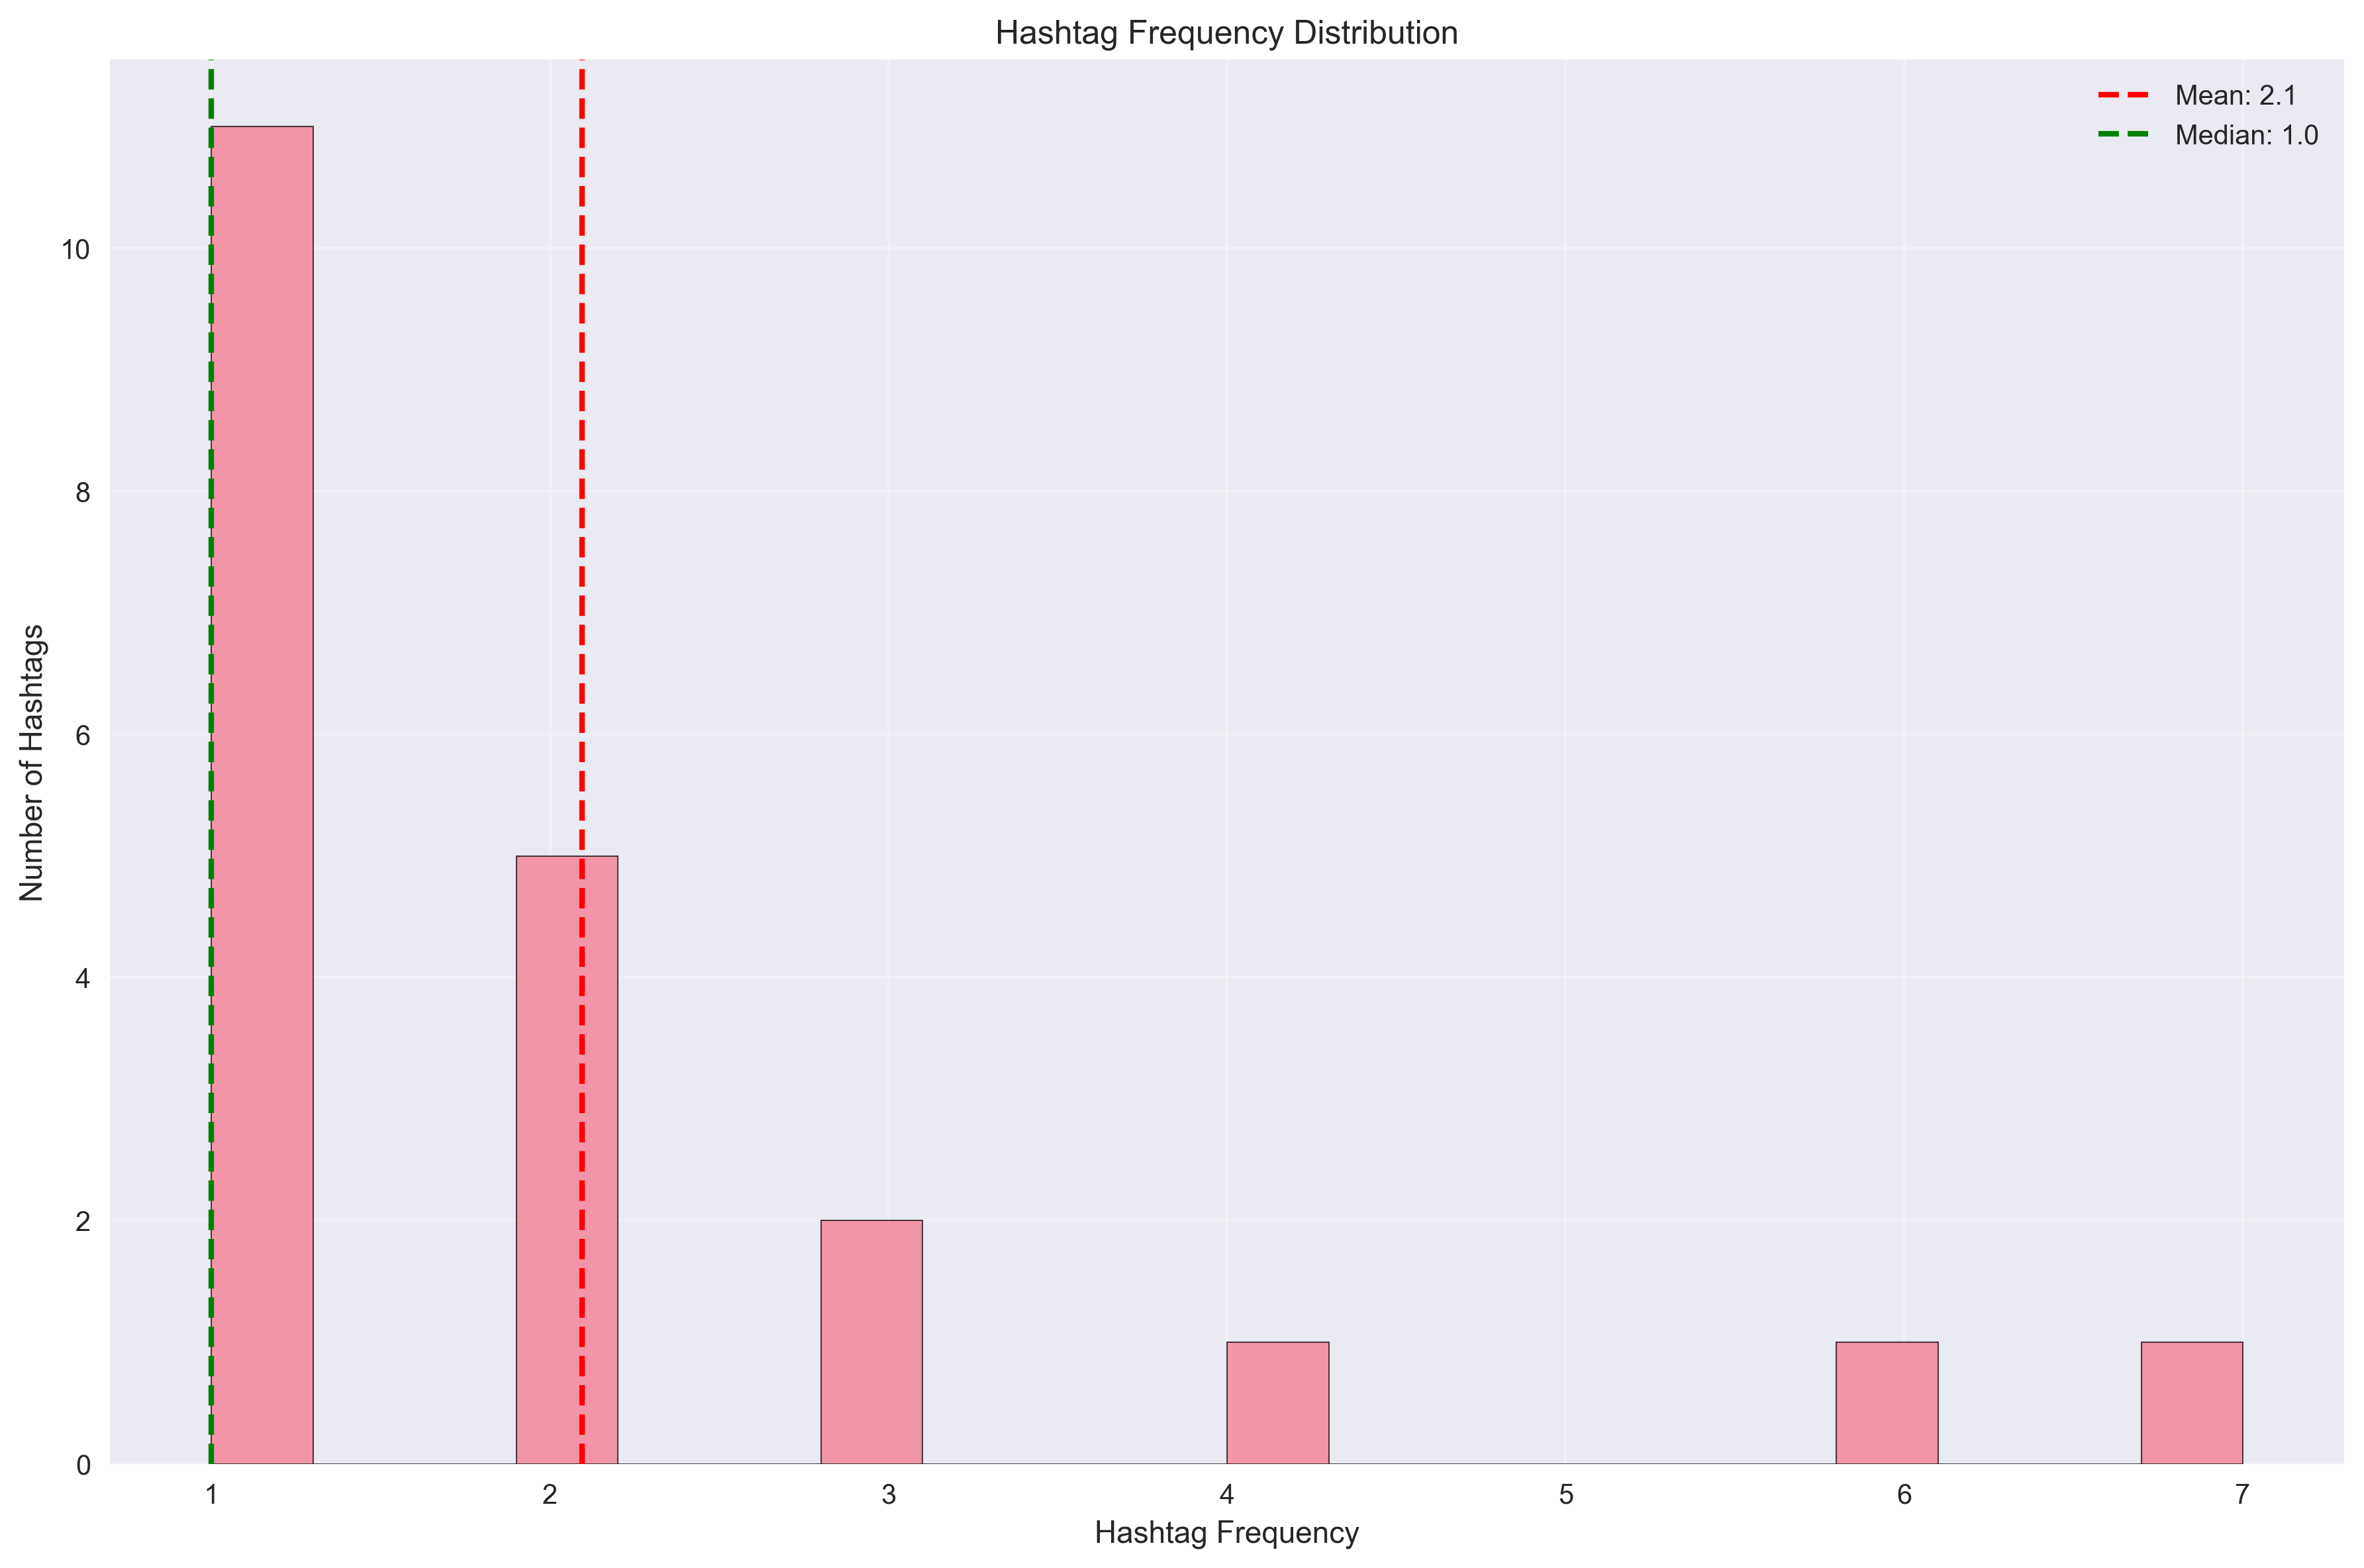 Hashtag Frequency Distribution
Mean: 2.1
Median: 1.0
10
8
6
4
2
0
Number of Hashtags
1 2 3 4 5 6 7
Hashtag Frequency